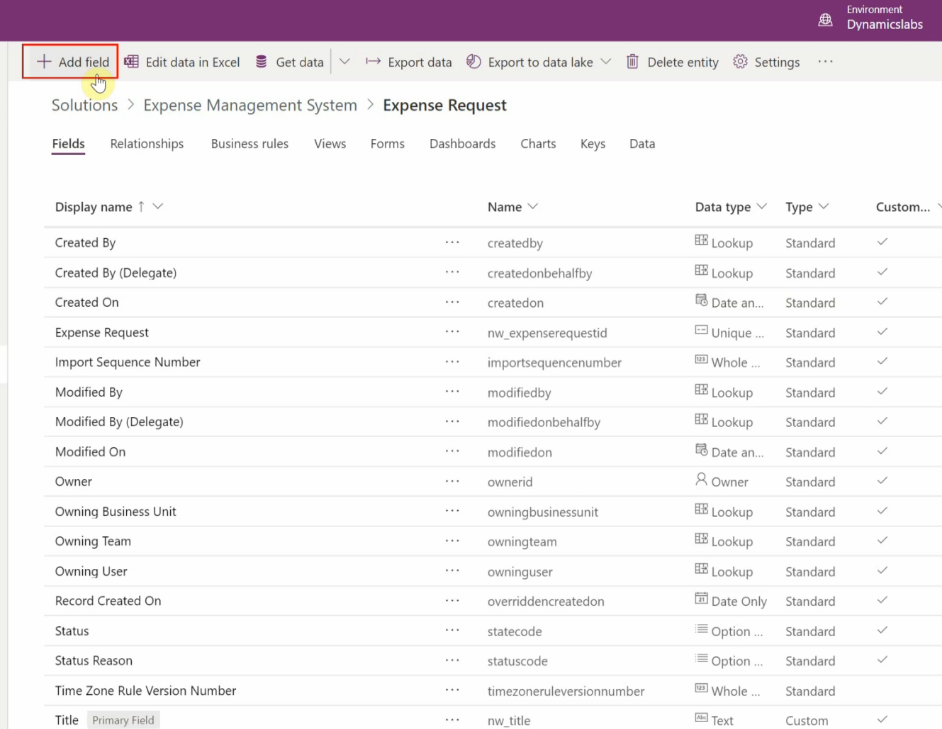 Environment
Dynamicslabs
Add field Edit data in Excel Get data Export data Export to data lake Delete entity Settings ...
Solutions > Expense Management System > Expense Request
Fields Relationships Business rules Views Forms Dashboards Charts Keys Data
Display name ↑ Name Data type Type Custom...
Created By ... createdby Lookup Standard
Created By (Delegate) ... createdonbehalfby Lookup Standard
Created On ... createdon Date an... Standard
Expense Request ... nw_expenserequestid Unique ... Standard
Import Sequence Number ... importsequencenumber Whole ... Standard
Modified By ... modifiedby Lookup Standard
Modified By (Delegate) ... modifiedonbehalfby Lookup Standard
Modified On ... modifiedon Date an... Standard
Owner ... ownerid Owner Standard
Owning Business Unit ... owningbusinessunit Lookup Standard
Owning Team ... owningteam Lookup Standard
Owning User ... owninguser Lookup Standard
Record Created On ... overriddencreatedon Date Only Standard
Status ... statecode Option ... Standard
Status Reason ... statuscode Option ... Standard
Time Zone Rule Version Number ... timezoneruleversionnumber Whole ... Standard
Title Primary Field ... nw_title Abc Text Custom